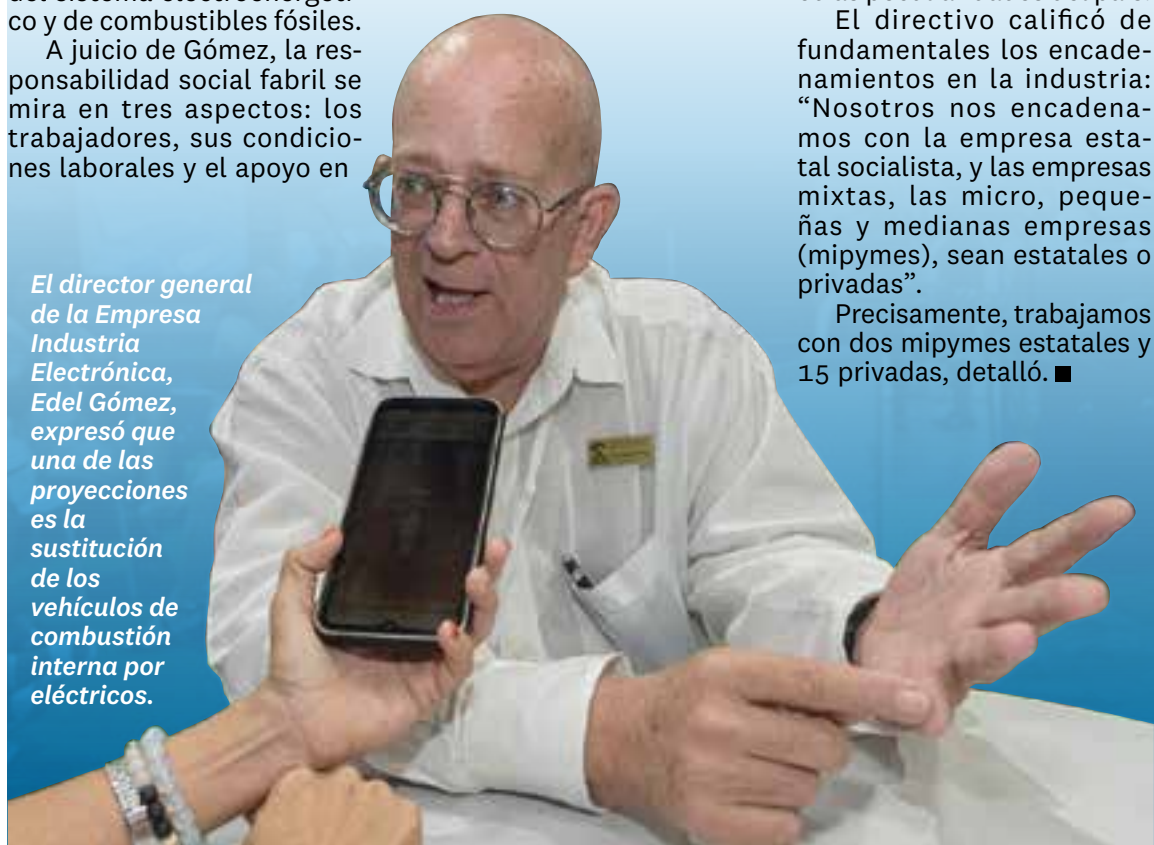 co y de combustibles fósiles.
A juicio de Gómez, la res-
ponsabilidad social fabril se
mira en tres aspectos: los
trabajadores, sus condicio-
nes laborales y el apoyo en
El director general
de la Empresa
Industria
Electrónica,
Edel Gómez,
expresó que
una de las
proyecciones
es la
sustitución
de los
vehículos de
combustión
interna por
eléctricos.
El directivo calificó de
fundamentales los encade-
namientos en la industria:
“Nosotros nos encadena-
mos con la empresa esta-
tal socialista, y las empresas
mixtas, las micro, peque-
ñas y medianas empresas
(mipymes), sean estatales o
privadas”.
Precisamente, trabajamos
con dos mipymes estatales y
15 privadas, detalló. ■